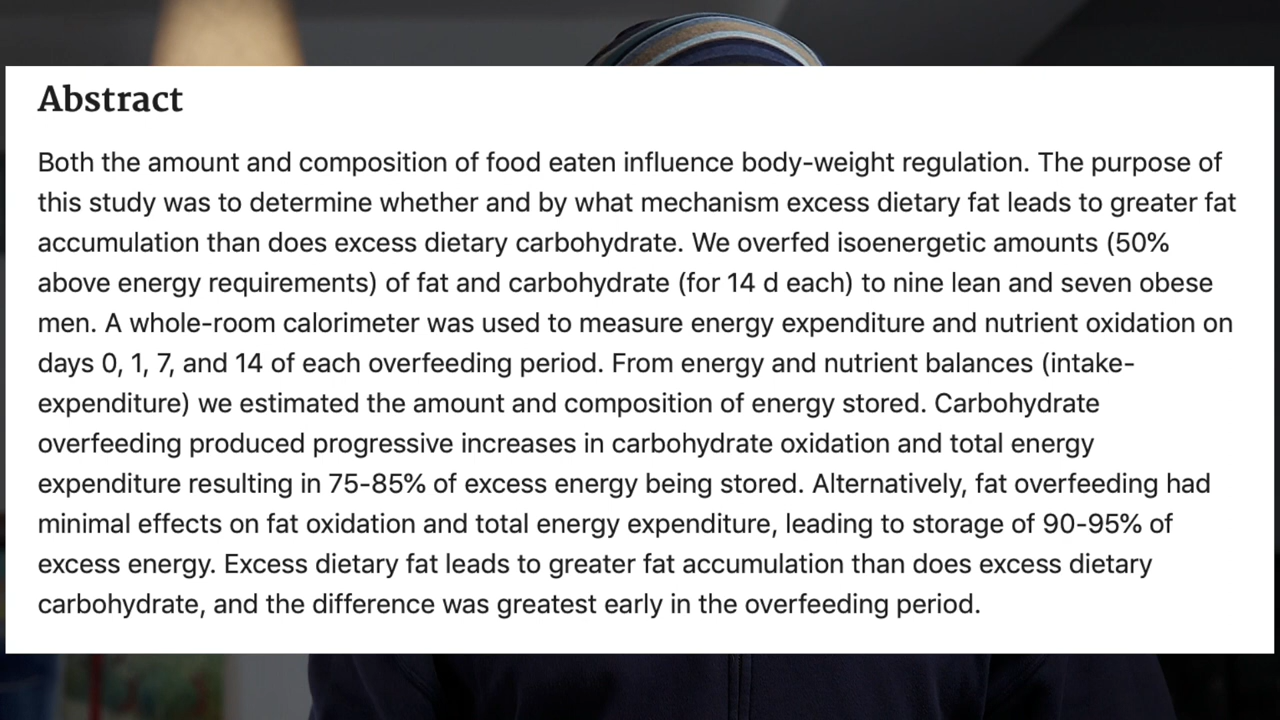 Abstract
Both the amount and composition of food eaten influence body-weight regulation. The purpose of
this study was to determine whether and by what mechanism excess dietary fat leads to greater fat
accumulation than does excess dietary carbohydrate. We overfed isoenergetic amounts (50%
above energy requirements) of fat and carbohydrate (for 14 d each) to nine lean and seven obese
men. A whole-room calorimeter was used to measure energy expenditure and nutrient oxidation on
days 0, 1, 7, and 14 of each overfeeding period. From energy and nutrient balances (intake-
expenditure) we estimated the amount and composition of energy stored. Carbohydrate
overfeeding produced progressive increases in carbohydrate oxidation and total energy
expenditure resulting in 75-85% of excess energy being stored. Alternatively, fat overfeeding had
minimal effects on fat oxidation and total energy expenditure, leading to storage of 90-95% of
excess energy. Excess dietary fat leads to greater fat accumulation than does excess dietary
carbohydrate, and the difference was greatest early in the overfeeding period.